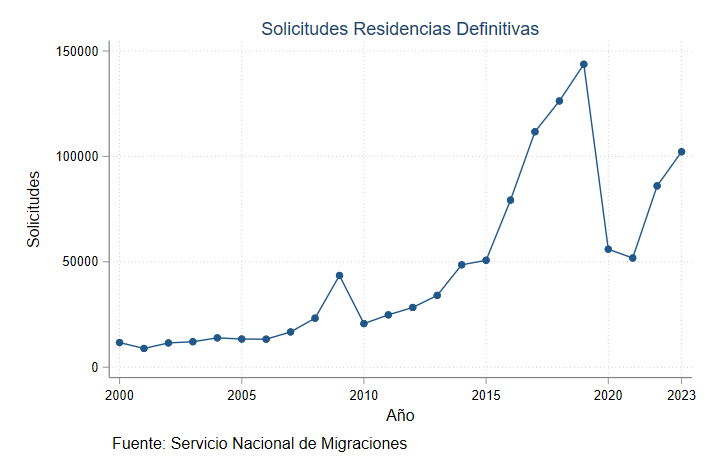 Solicitudes Residencias Definitivas
150000
100000
50000
0
Solicitudes
2000 2005 2010 2015 2020 2023
Año
Fuente: Servicio Nacional de Migraciones